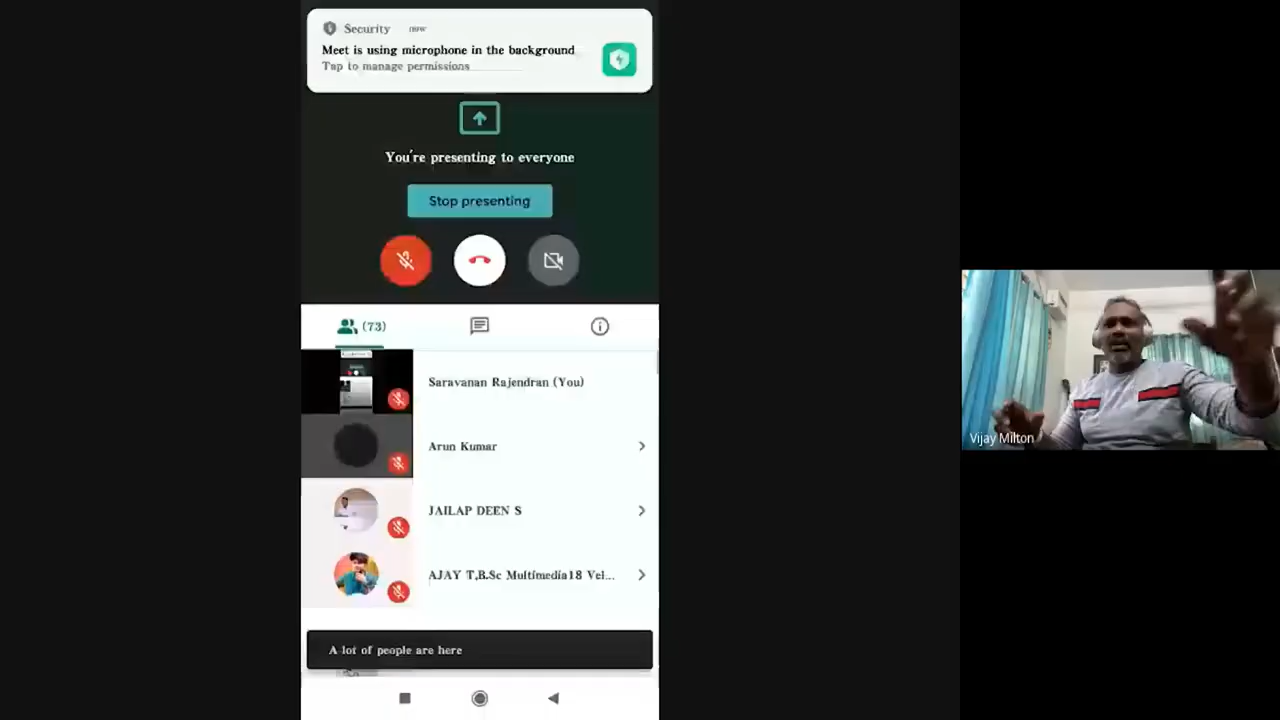 Security now
Meet is using microphone in the background
Tap to manage permissions
You're presenting to everyone
Stop presenting
(73)
Saravanan Rajendran (You)
Arun Kumar
JAILAP DEEN S
AJAY T,B.Sc Multimedia18 Vel...
A lot of people are here
Vijay Milton